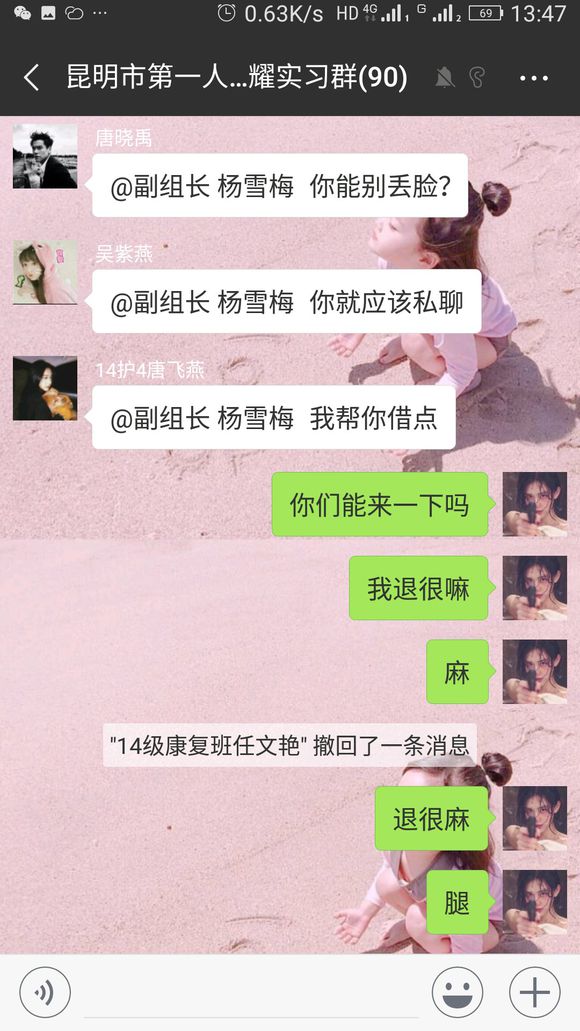 0.63K/s HD 4G 1 G 2 69 13:47
昆明市第一人...耀实习群(90)
唐晓禹
@副组长 杨雪梅 你能别丢脸?
吴紫燕
@副组长 杨雪梅 你就应该私聊
14护4唐飞燕
@副组长 杨雪梅 我帮你借点
你们能来一下吗
我退很嘛
麻
"14级康复班任文艳" 撤回了一条消息
退很麻
腿